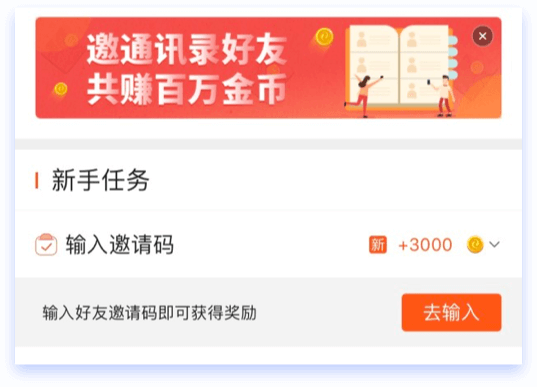 邀通讯录好友
共赚百万金币
新手任务
输入邀请码
新 +3000
输入好友邀请码即可获得奖励
去输入